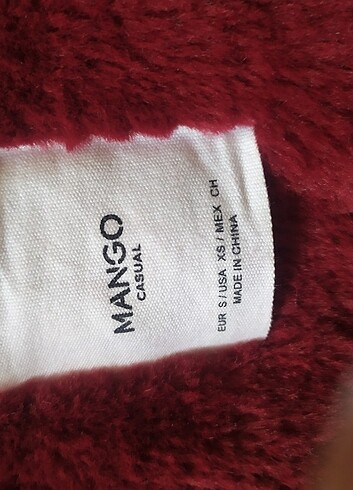 MANGO
CASUAL
EUR S / USA XS / MEX CH
MADE IN CHINA